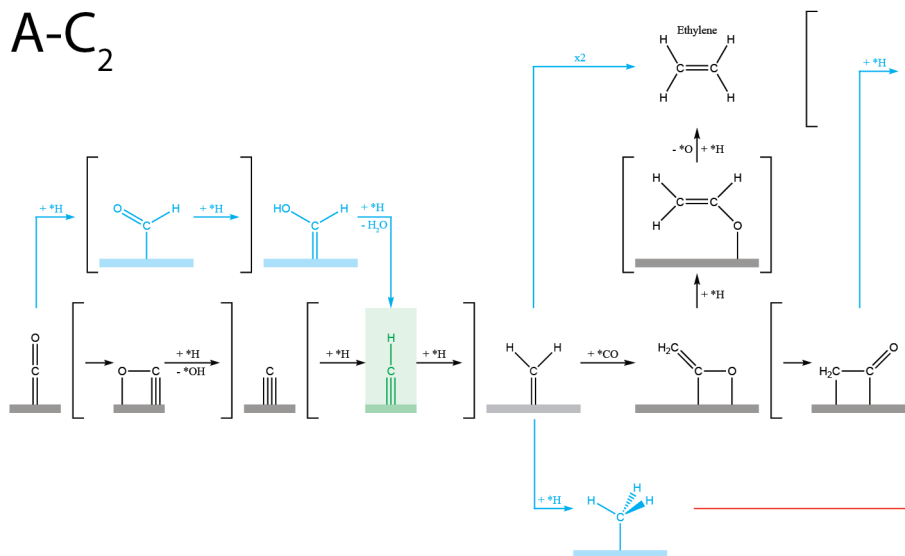 A-C2
Ethylene
H H
C C
H H
x2
+ *H
- *O + *H
H H
C C
H O
+ *H
O H
C
+ *H
+ *H
HO H
C
+ *H
- H2O
+ *H
O
C
O C
+ *H
- *OH
C
+ *H
H
C
+ *H
H H
C
+ *CO
H2C
C O
H2C C O
+ *H
H
H H
C